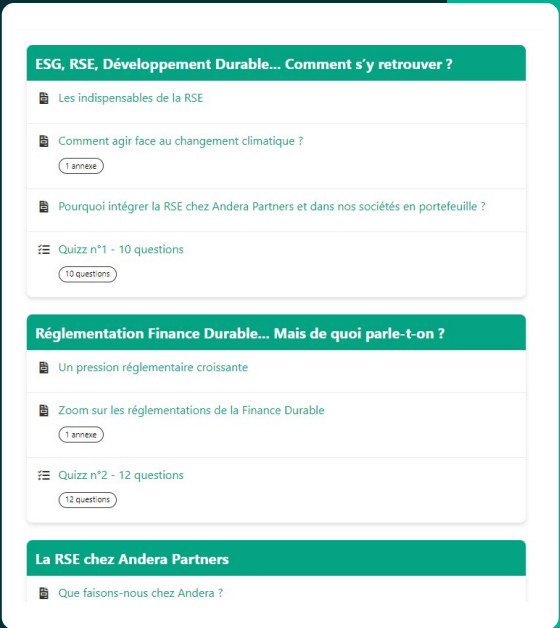 ESG, RSE, Développement Durable... Comment s’y retrouver ?
Les indispensables de la RSE
Comment agir face au changement climatique ?
1 annexe
Pourquoi intégrer la RSE chez Andera Partners et dans nos sociétés en portefeuille ?
Quizz n°1 - 10 questions
10 questions
Réglementation Finance Durable... Mais de quoi parle-t-on ?
Un pression réglementaire croissante
Zoom sur les réglementations de la Finance Durable
1 annexe
Quizz n°2 - 12 questions
12 questions
La RSE chez Andera Partners
Que faisons-nous chez Andera ?